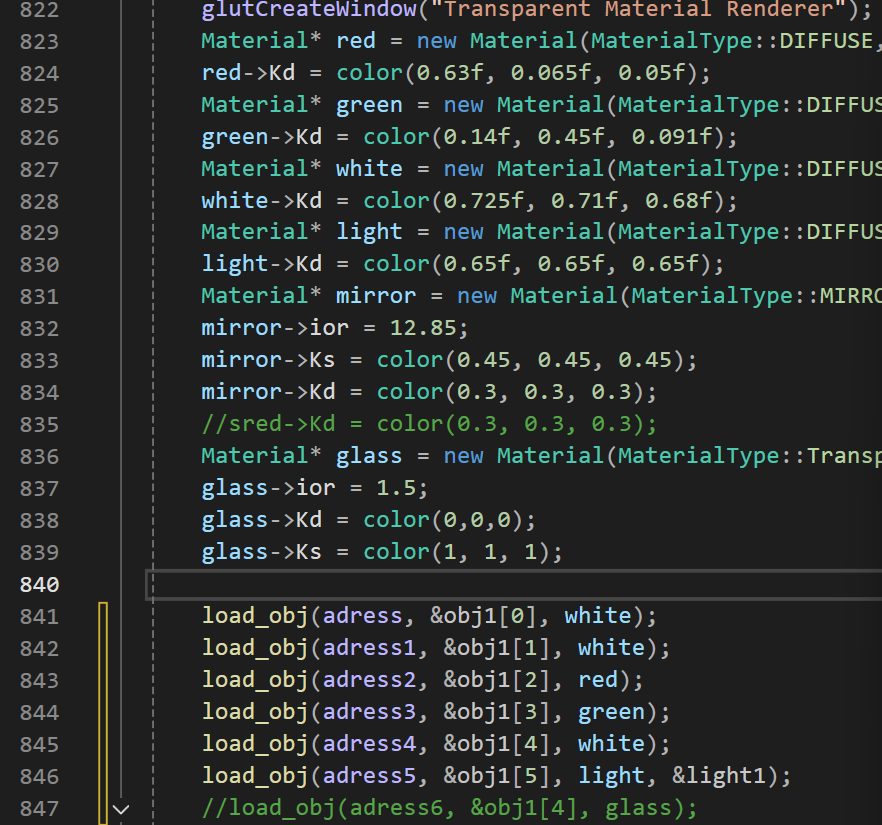 822 glutCreateWindow("Transparent Material Renderer");
823 Material* red = new Material(MaterialType::DIFFUSE,
824 red->Kd = color(0.63f, 0.065f, 0.05f);
825 Material* green = new Material(MaterialType::DIFFUS
826 green->Kd = color(0.14f, 0.45f, 0.091f);
827 Material* white = new Material(MaterialType::DIFFUS
828 white->Kd = color(0.725f, 0.71f, 0.68f);
829 Material* light = new Material(MaterialType::DIFFUS
830 light->Kd = color(0.65f, 0.65f, 0.65f);
831 Material* mirror = new Material(MaterialType::MIRRO
832 mirror->ior = 12.85;
833 mirror->Ks = color(0.45, 0.45, 0.45);
834 mirror->Kd = color(0.3, 0.3, 0.3);
835 //sred->Kd = color(0.3, 0.3, 0.3);
836 Material* glass = new Material(MaterialType::Transp
837 glass->ior = 1.5;
838 glass->Kd = color(0,0,0);
839 glass->Ks = color(1, 1, 1);
840
841 load_obj(adress, &obj1[0], white);
842 load_obj(adress1, &obj1[1], white);
843 load_obj(adress2, &obj1[2], red);
844 load_obj(adress3, &obj1[3], green);
845 load_obj(adress4, &obj1[4], white);
846 load_obj(adress5, &obj1[5], light, &light1);
847 //load_obj(adress6, &obj1[4], glass);